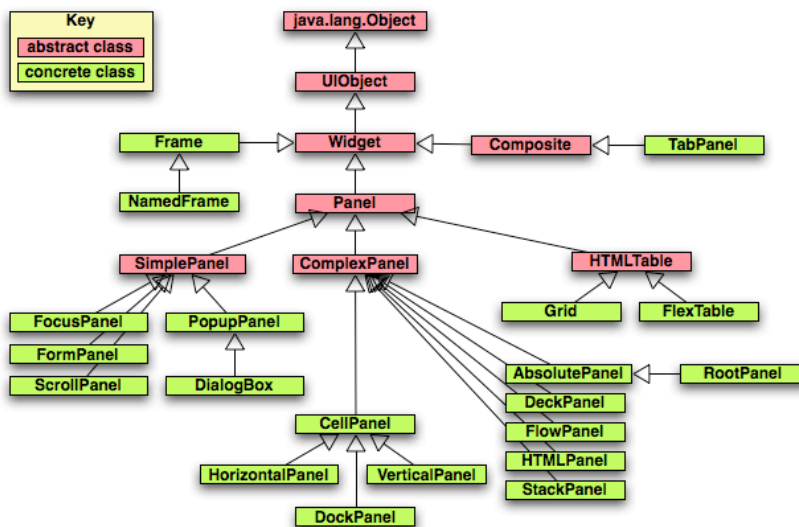 Key
abstract class
concrete class
java.lang.Object
UIObject
Frame
Widget
Composite
TabPanel
NamedFrame
Panel
SimplePanel
ComplexPanel
HTMLTable
FocusPanel
PopupPanel
Grid
FlexTable
FormPanel
ScrollPanel
DialogBox
AbsolutePanel
RootPanel
DeckPanel
CellPanel
FlowPanel
HTMLPanel
HorizontalPanel
VerticalPanel
StackPanel
DockPanel